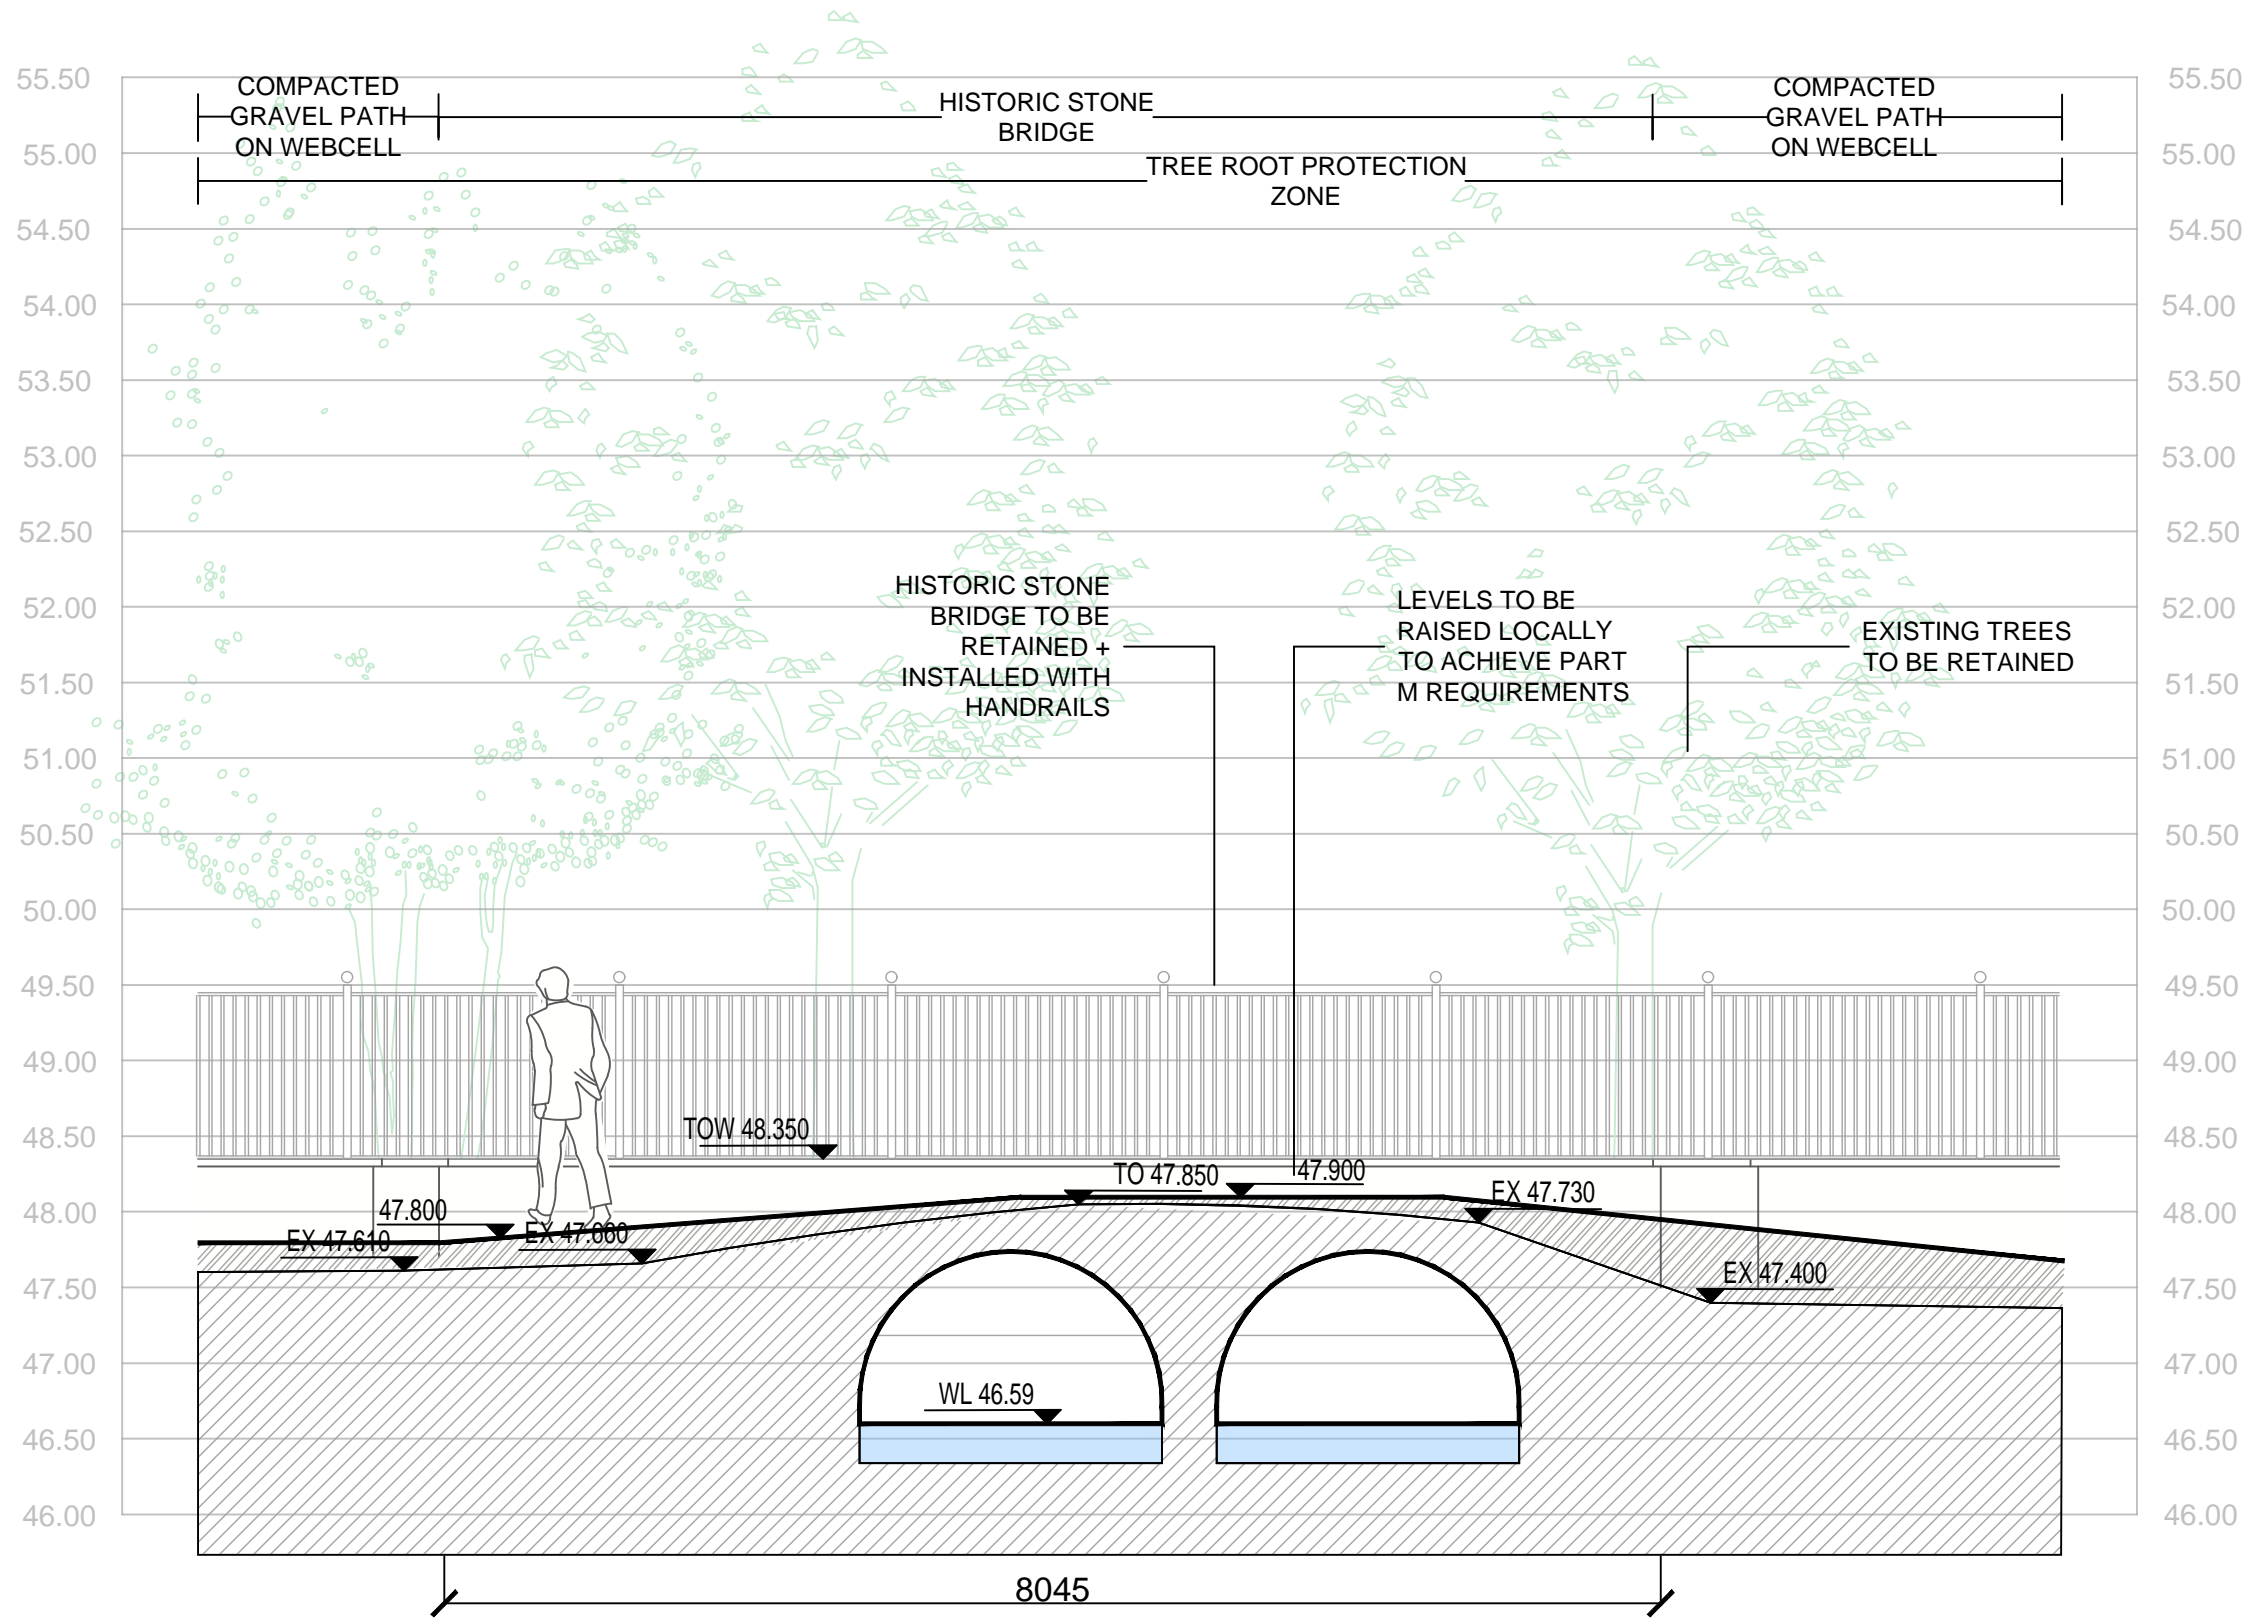 COMPACTED
GRAVEL PATH
ON WEBCELL
HISTORIC STONE
BRIDGE
COMPACTED
GRAVEL PATH
ON WEBCELL
TREE ROOT PROTECTION
ZONE
55.50 55.50
55.00 55.00
54.50 54.50
54.00 54.00
53.50 53.50
53.00 53.00
52.50 52.50
52.00 52.00
51.50 51.50
51.00 51.00
50.50 50.50
50.00 50.00
49.50 49.50
49.00 49.00
48.50 48.50
48.00 48.00
47.50 47.50
47.00 47.00
46.50 46.50
46.00 46.00
HISTORIC STONE
BRIDGE TO BE
RETAINED +
INSTALLED WITH
HANDRAILS
LEVELS TO BE
RAISED LOCALLY
TO ACHIEVE PART
M REQUIREMENTS
EXISTING TREES
TO BE RETAINED
TOW 48.350
TO 47.850
47.900
EX 47.730
47.800
EX 47.610
EX 47.660
EX 47.400
WL 46.59
8045